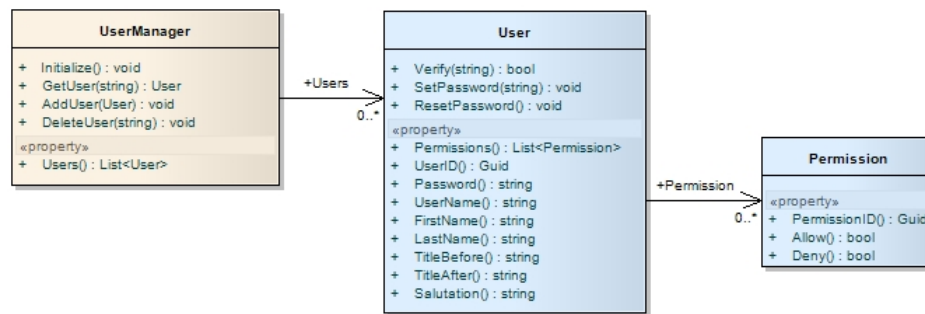 UserManager
+ Initialize() : void
+ GetUser(string) : User
+ AddUser(User) : void
+ DeleteUser(string) : void
«property»
+ Users() : List<User>
+Users
0..*
User
+ Verify(string) : bool
+ SetPassword(string) : void
+ ResetPassword() : void
«property»
+ Permissions() : List<Permission>
+ UserID() : Guid
+ Password() : string
+ UserName() : string
+ FirstName() : string
+ LastName() : string
+ TitleBefore() : string
+ TitleAfter() : string
+ Salutation() : string
+Permission
0..*
Permission
«property»
+ PermissionID() : Guid
+ Allow() : bool
+ Deny() : bool